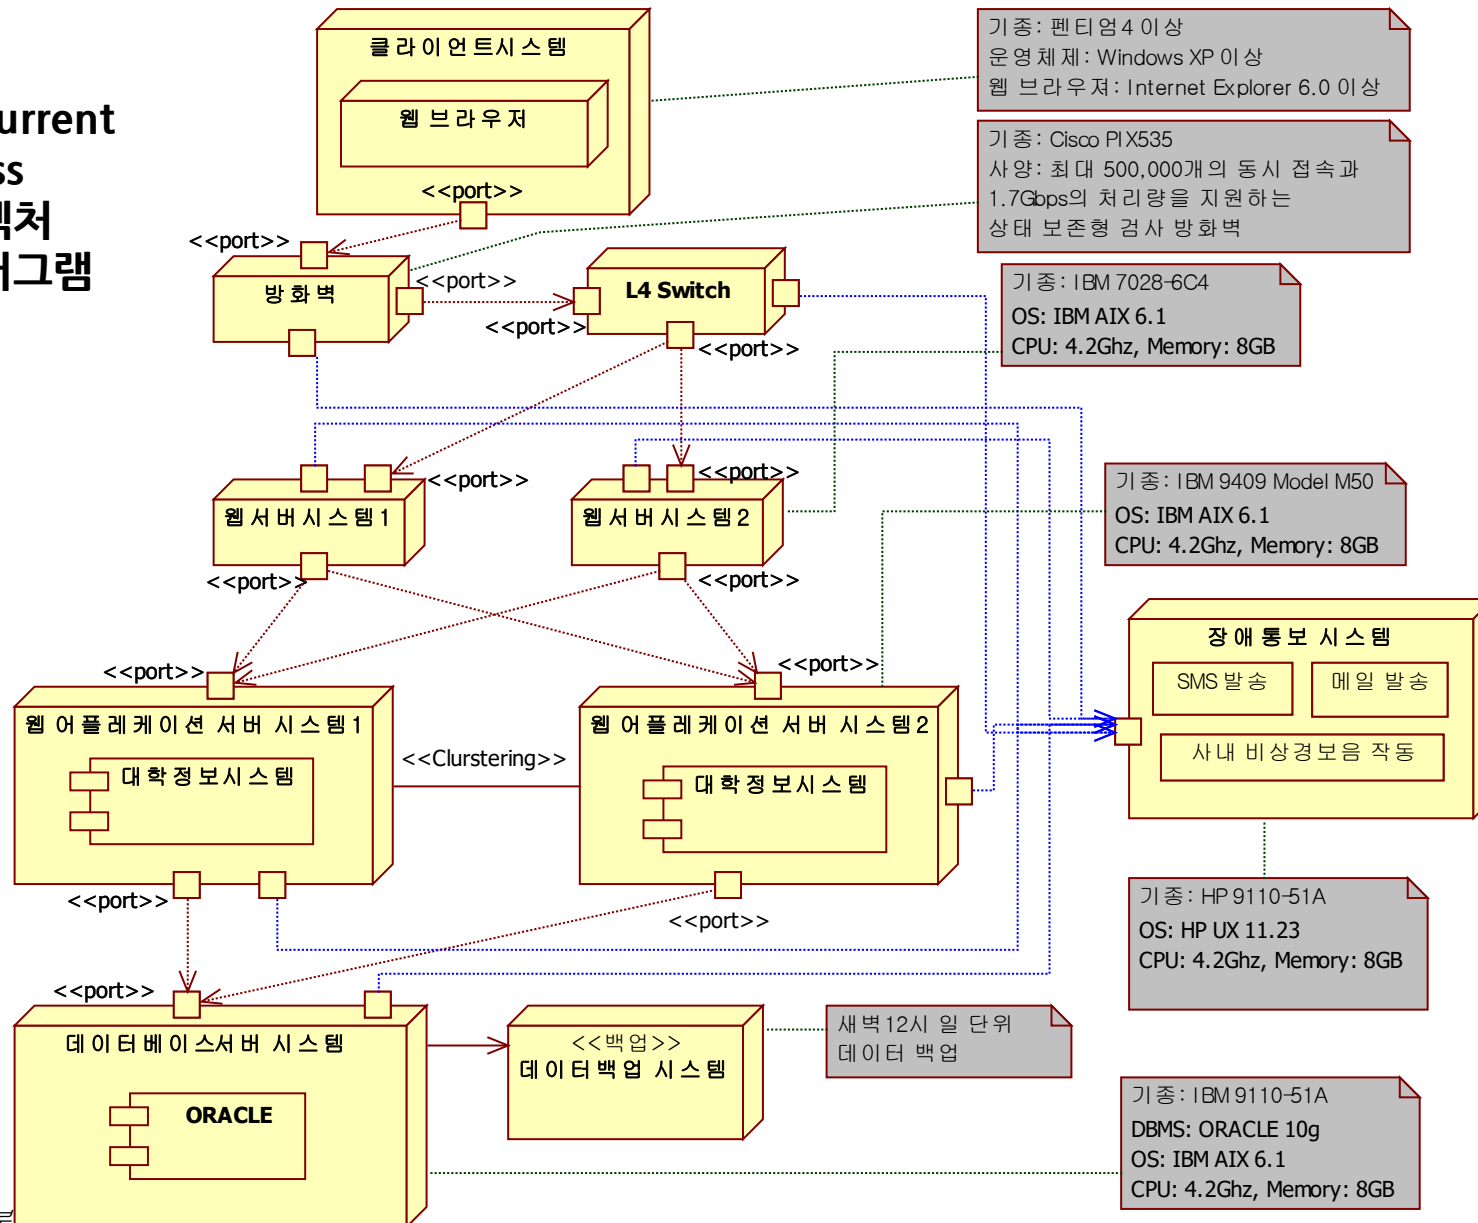 클라이언트시스템
웹 브라우저
<<port>>
기종: 펜티엄4 이상
운영체제: Windows XP 이상
웹 브라우져: Internet Explorer 6.0 이상
기종: Cisco PIX535
사양: 최대 500,000개의 동시 접속과
1.7Gbps의 처리량을 지원하는
상태 보존형 검사 방화벽
urrent
ss
처
그램
<<port>>
방화벽
<<port>>
<<port>>
L4 Switch
<<port>>
기종: IBM 7028-6C4
OS: IBM AIX 6.1
CPU: 4.2Ghz, Memory: 8GB
<<port>>
웹서버시스템1
<<port>>
웹서버시스템2
기종: IBM 9409 Model M50
OS: IBM AIX 6.1
CPU: 4.2Ghz, Memory: 8GB
<<port>>
<<port>>
<<port>>
웹 어플레케이션 서버 시스템1
대학정보시스템
<<Clurstering>>
<<port>>
웹 어플레케이션 서버 시스템2
대학정보시스템
장애통보 시스템
SMS 발송
메일 발송
사내 비상경보음 작동
<<port>>
<<port>>
기종: HP 9110-51A
OS: HP UX 11.23
CPU: 4.2Ghz, Memory: 8GB
<<port>>
데이터베이스서버 시스템
ORACLE
<<백업>>
데이터백업 시스템
새벽12시 일 단위
데이터 백업
기종: IBM 9110-51A
DBMS: ORACLE 10g
OS: IBM AIX 6.1
CPU: 4.2Ghz, Memory: 8GB